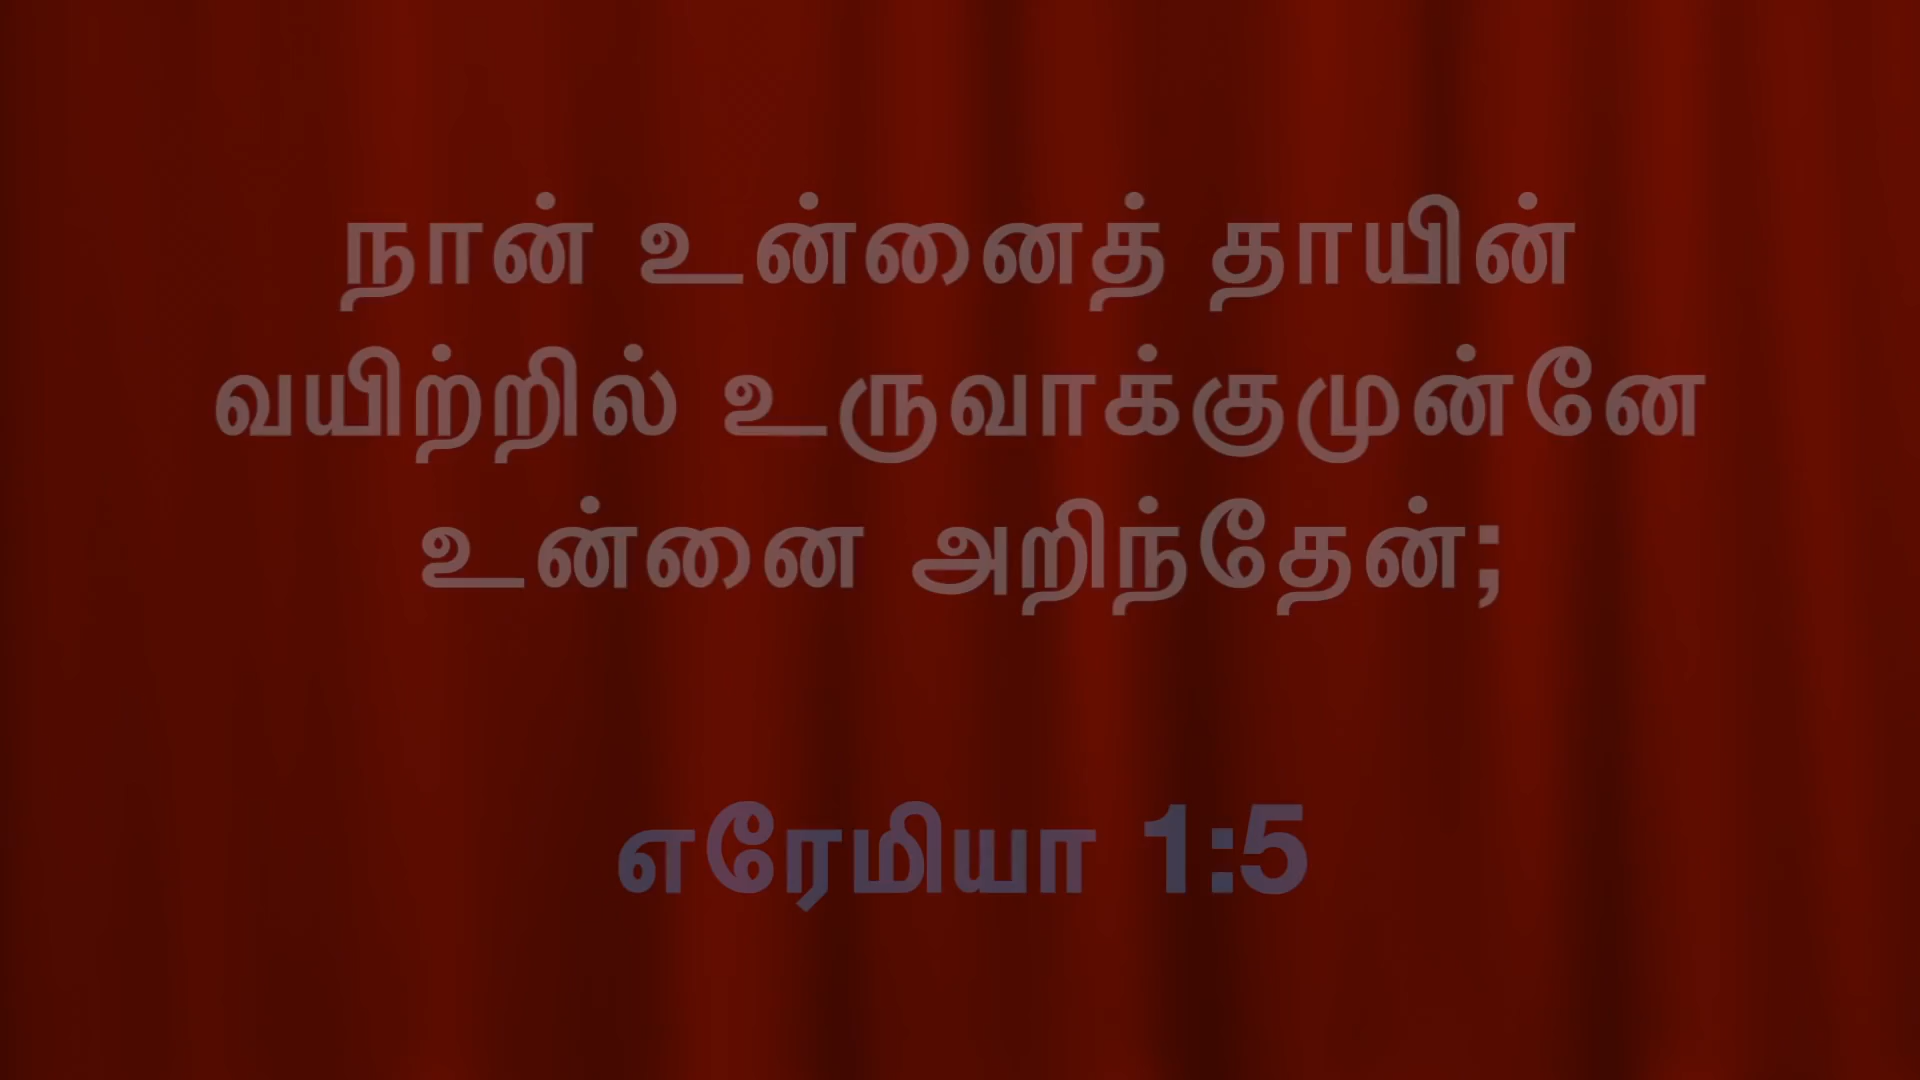 நான் உன்னைத் தாயின்
வயிற்றில் உருவாக்குமுன்னே
உன்னை அறிந்தேன்;
எரேமியா 1:5